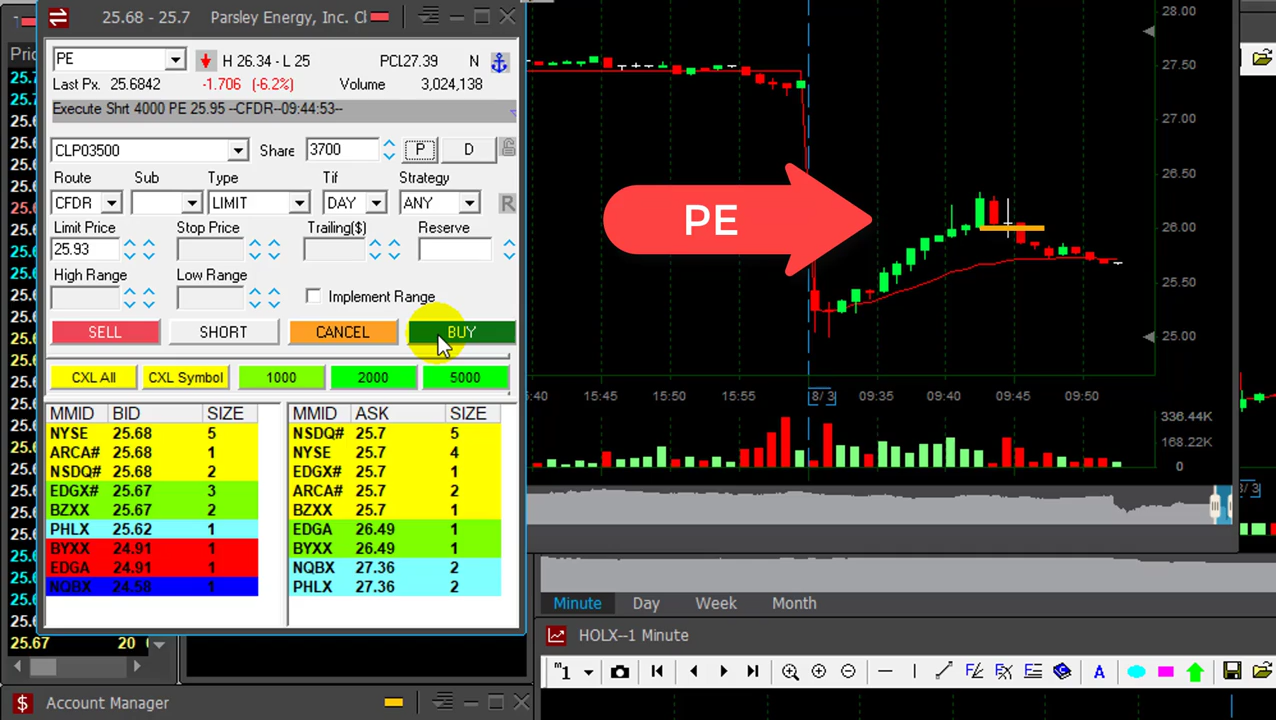 25.68 - 25.7 Parsley Energy, Inc. Cl
PE H 26.34 - L 25 PCL27.39 N
Last Px. 25.6842 -1.706 (-6.2%) Volume 3,024,138
Execute Shrt 4000 PE 25.95 --CFDR--09:44:53--
CLP03500 Share 3700 P D
Route Sub Type Tif Strategy
CFDR LIMIT DAY ANY R
Limit Price Stop Price Trailing($) Reserve
25.93
High Range Low Range
Implement Range
SELL SHORT CANCEL BUY
CXL All CXL Symbol 1000 2000 5000
MMID BID SIZE MMID ASK SIZE
NYSE 25.68 5 NSDQ# 25.7 5
ARCA# 25.68 1 NYSE 25.7 4
NSDQ# 25.68 2 EDGX# 25.7 1
EDGX# 25.67 3 ARCA# 25.7 2
BZXX 25.67 2 BZXX 25.7 1
PHLX 25.62 1 EDGA 26.49 1
BYXX 24.91 1 BYXX 26.49 1
EDGA 24.91 1 NQBX 27.36 2
NQBX 24.58 1 PHLX 27.36 2
25.67 20
Account Manager
PE
28.00
27.50
27.00
26.50
26.00
25.50
25.00
:40 15:45 15:50 15:55 8/ 3 09:35 09:40 09:45 09:50
336.44K
168.22K
0
/ 3
Minute Day Week Month
HOLX--1 Minute
m1 A